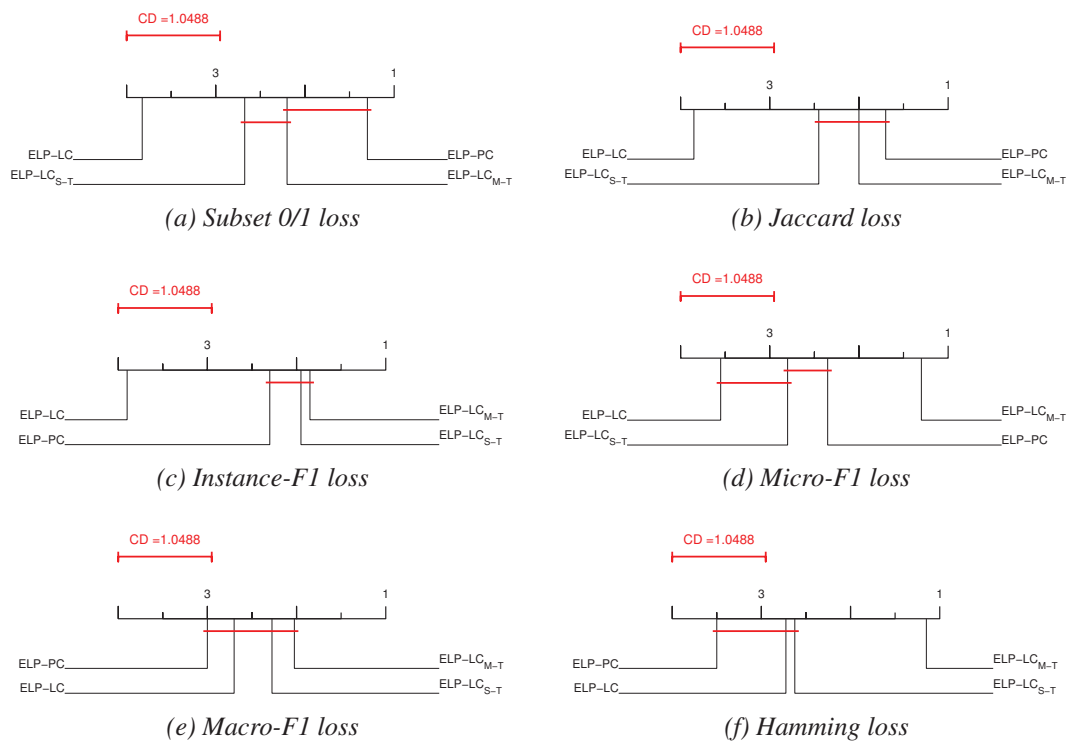 CD =1.0488
3 1
ELP−LC ELP−PC
ELP−LCS−T ELP−LCM−T
(a) Subset 0/1 loss
CD =1.0488
3 1
ELP−LC ELP−PC
ELP−LCS−T ELP−LCM−T
(b) Jaccard loss
CD =1.0488
3 1
ELP−LC ELP−LCM−T
ELP−PC ELP−LCS−T
(c) Instance-F1 loss
CD =1.0488
3 1
ELP−LC ELP−LCM−T
ELP−LCS−T ELP−PC
(d) Micro-F1 loss
CD =1.0488
3 1
ELP−PC ELP−LCM−T
ELP−LC ELP−LCS−T
(e) Macro-F1 loss
CD =1.0488
3 1
ELP−PC ELP−LCM−T
ELP−LC ELP−LCS−T
(f) Hamming loss